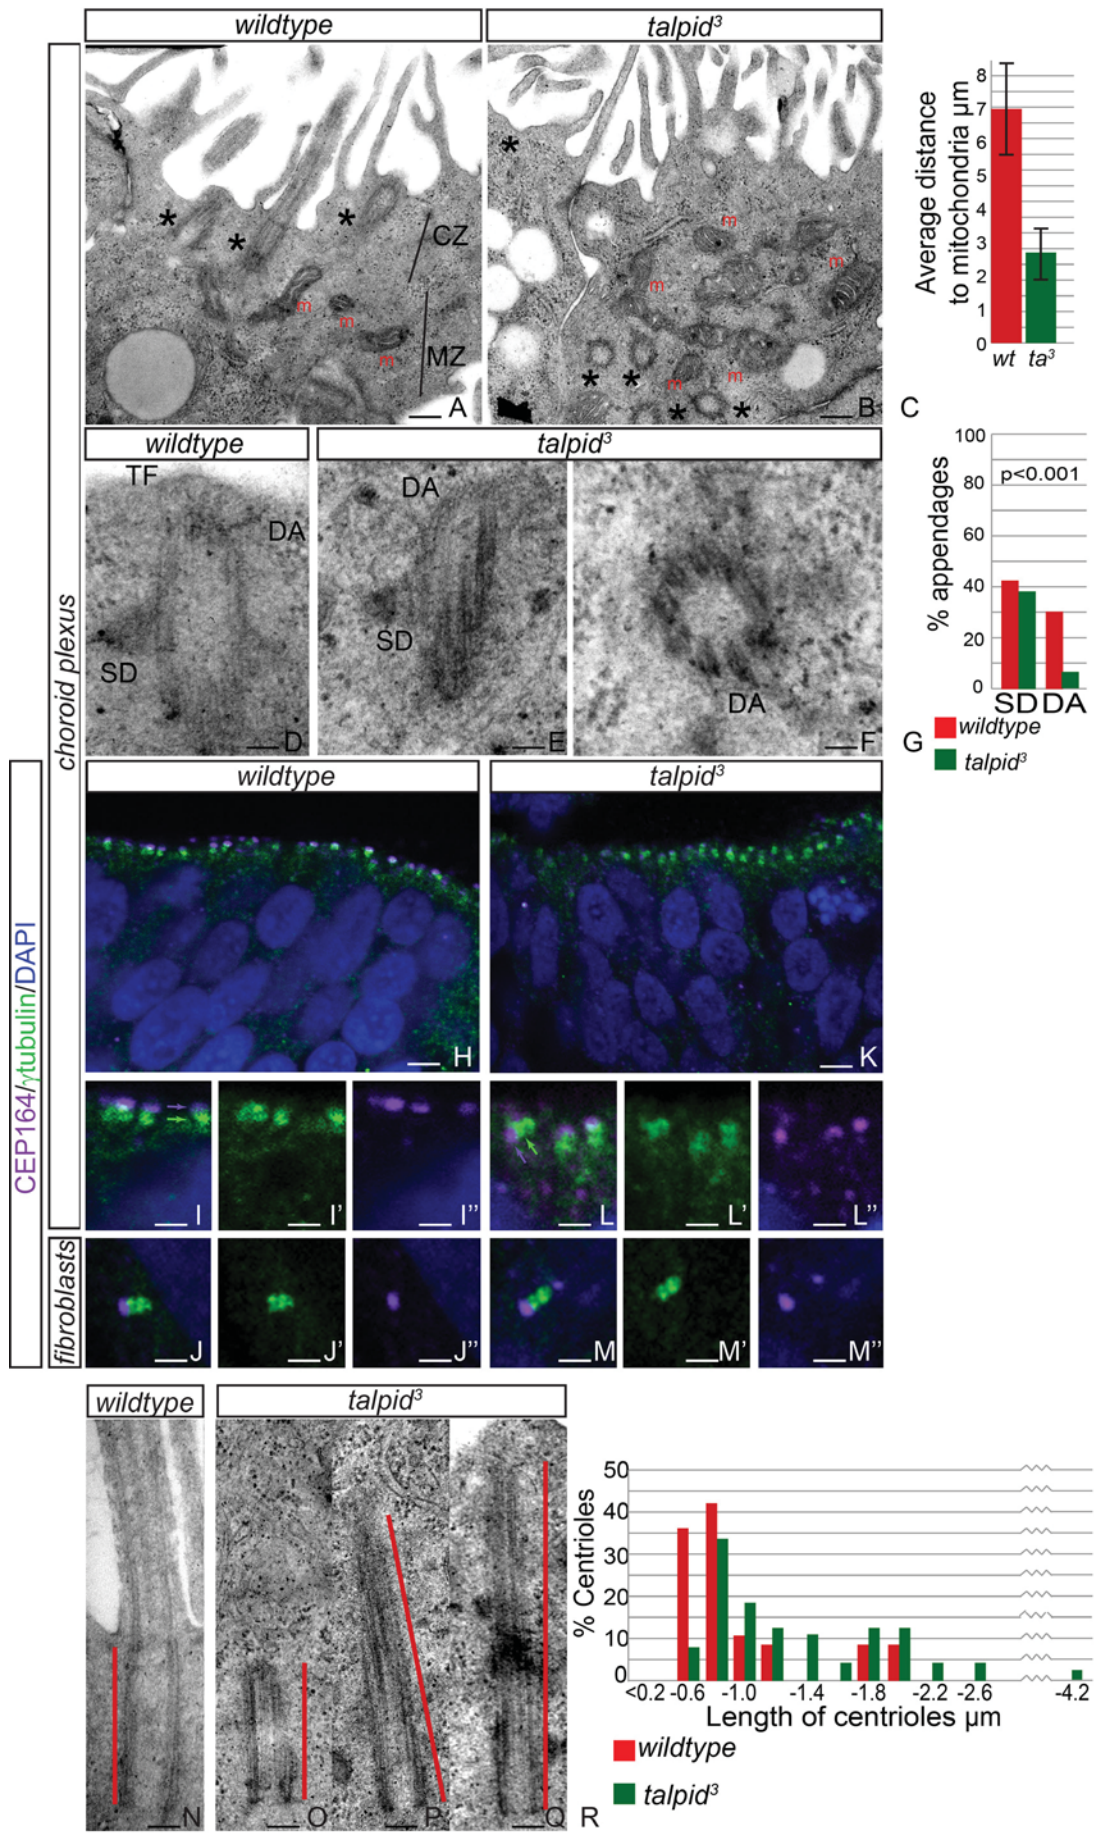 wildtype
talpid³
choroid plexus
* * * *
CZ
m m m
MZ
A
*
m
m
m
m m
* * * *
B
Average distance
to mitochondria µm
8
7
6
5
4
3
2
1
0
wt ta³
C
wildtype
talpid³
TF
DA
SD
D
DA
SD
E
DA
F
% appendages
100
80
60
40
20
0
p<0.001
SD DA
G
wildtype
talpid³
CEP164/γtubulin/DAPI
wildtype
talpid³
H
K
I
I'
I''
L
L'
L''
fibroblasts
J
J'
J''
M
M'
M''
wildtype
talpid³
N
O
P
Q
R
% Centrioles
50
40
30
20
10
0
<0.2 -0.6 -1.0 -1.4 -1.8 -2.2 -2.6 -4.2
Length of centrioles µm
wildtype
talpid³